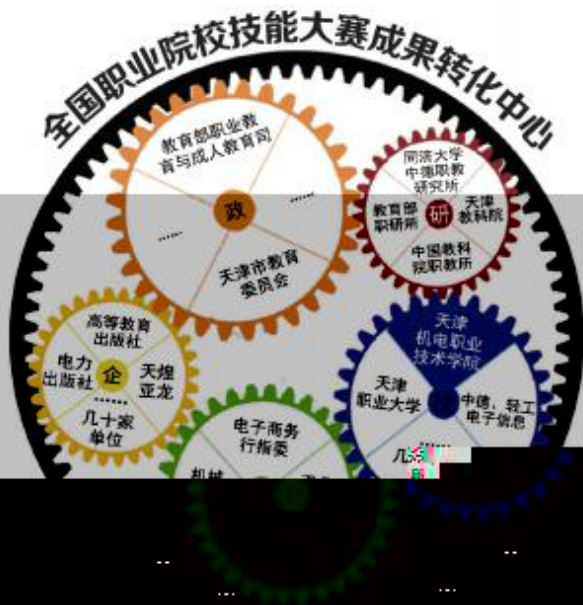 全国职业院校技能大赛成果转化中心
教育部职业教
育与成人教育司
……
……
政
天津市教育
委员会
同济大学
中德职教
研究所
教育部
职研所
研
天津
教科院
中国教科
院职教所
高等教育
出版社
电力
出版社
企
天煌
亚龙
……
几十家
单位
天津
机电职业
技术学院
天津
职业大学
中德、轻工
电子信息
……
电子商务
行指委
机械